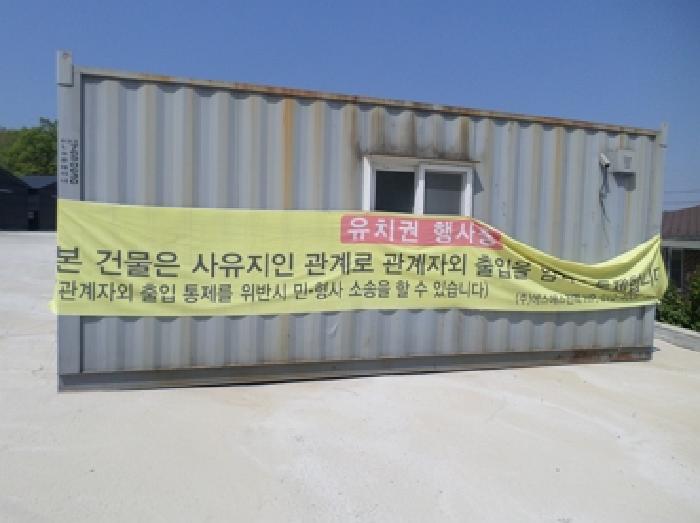 유치권 행사중
본 건물은 사유지인 관계로 관계자외 출입을
관계자외 출입 통제를 위반시 민·행사 소송을 할 수 있습니다)